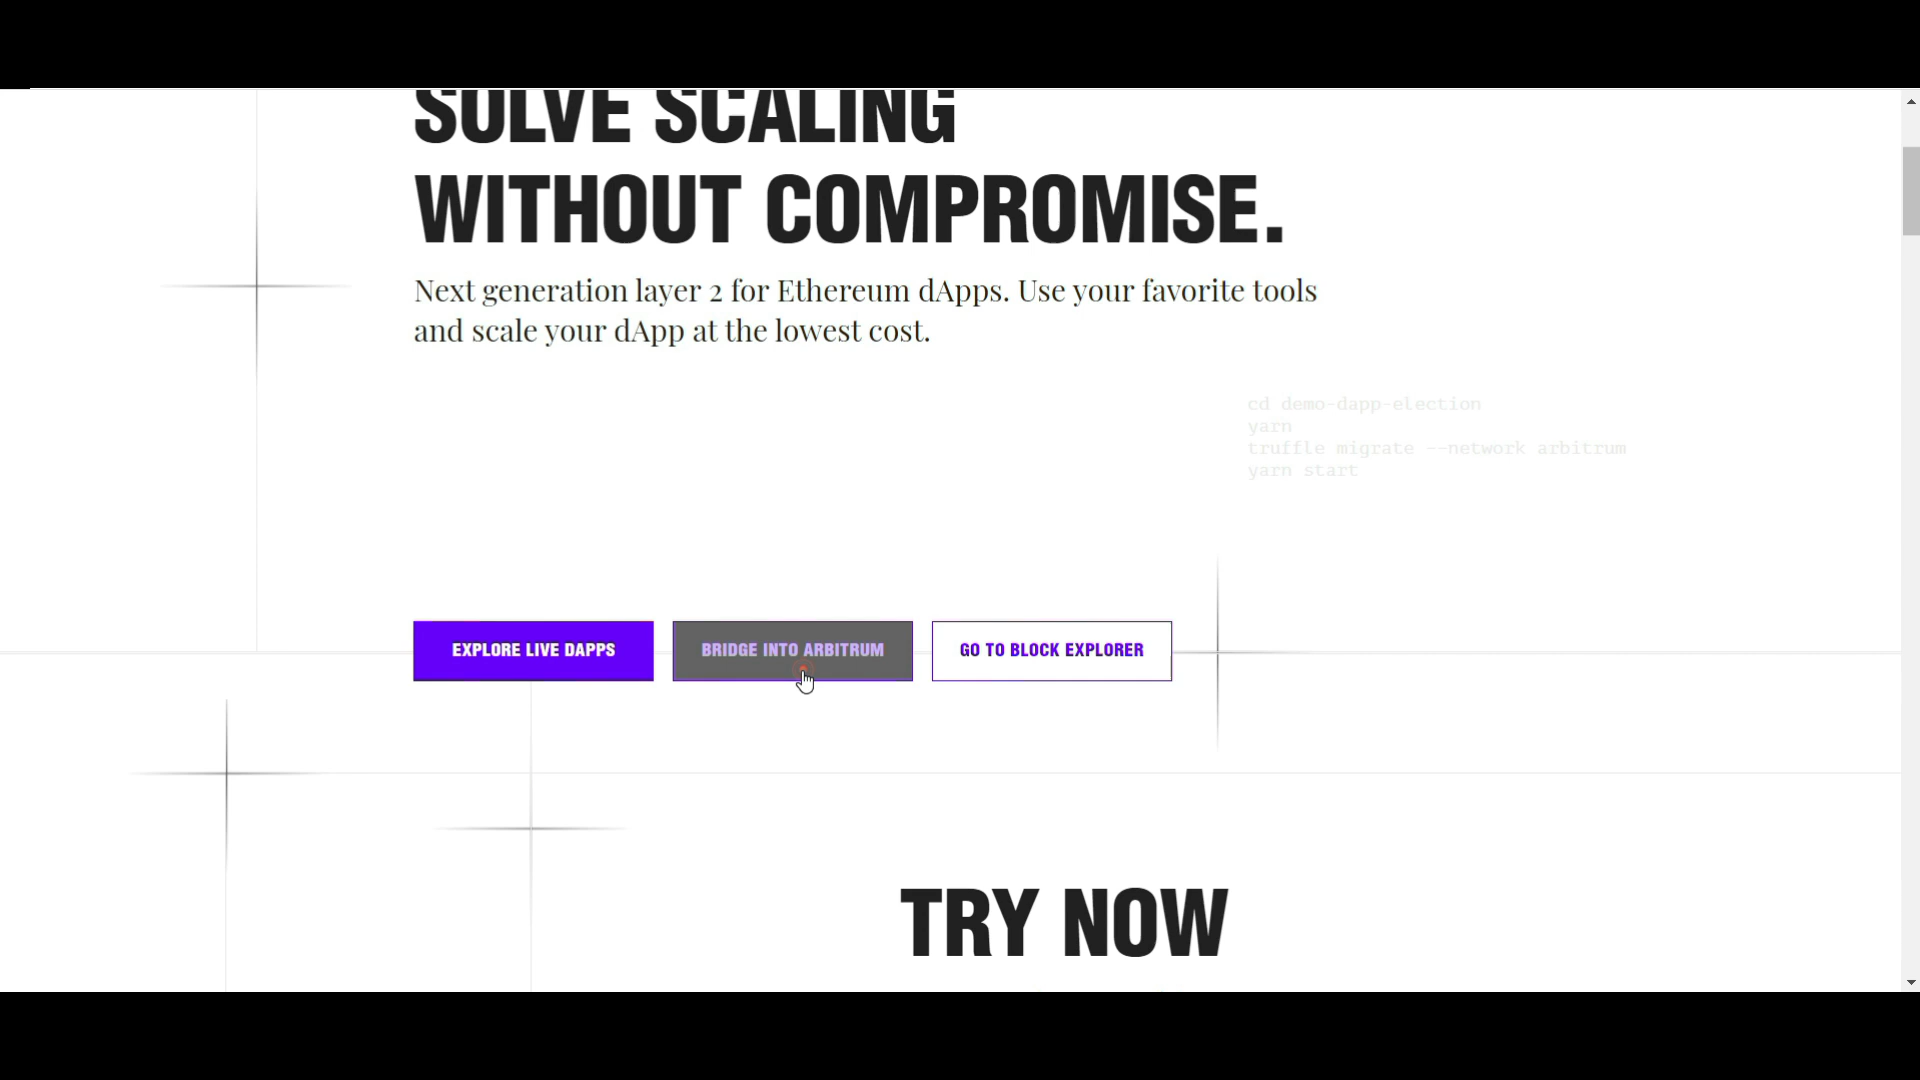 SOLVE SCALING
WITHOUT COMPROMISE.
Next generation layer 2 for Ethereum dApps. Use your favorite tools
and scale your dApp at the lowest cost.
cd demo-dapp-election
yarn
truffle migrate --network arbitrum
yarn start
EXPLORE LIVE DAPPS
BRIDGE INTO ARBITRUM
GO TO BLOCK EXPLORER
TRY NOW